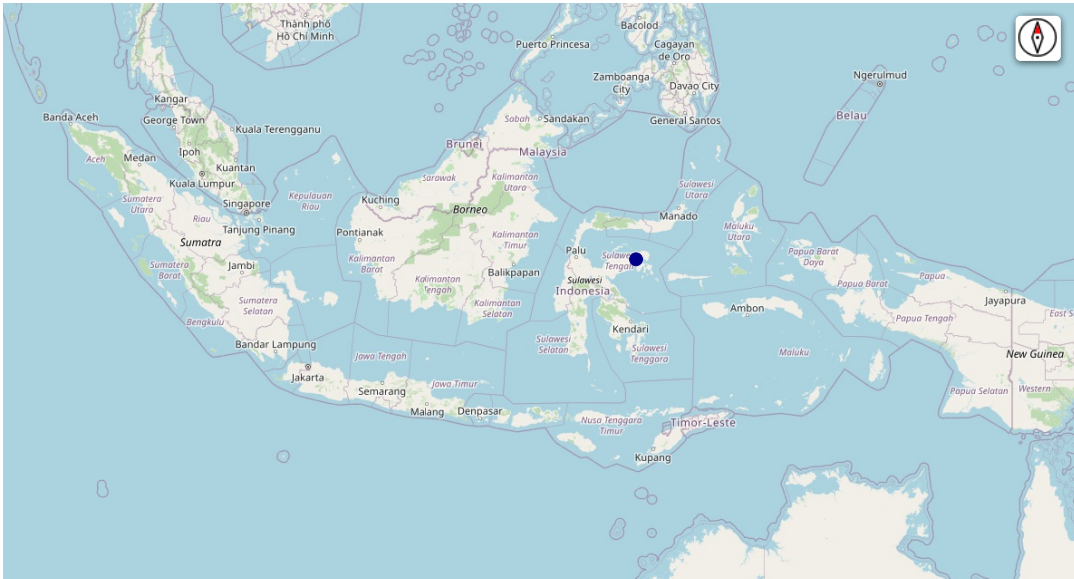 Thành phố
Hồ Chí Minh
Bacolod
Puerto Princesa
Cagayan
de Oro
Zamboanga
City
Davao City
Ngerulmud
Kangar
George Town
Kuala Terengganu
Banda Aceh
General Santos
Belau
Sabah
Sandakan
Ipoh
Brunei
Malaysia
Aceh
Medan
Kuantan
Kuala Lumpur
Sarawak
Kalimantan
Utara
Sulawesi
Utara
Sumatera
Utara
Kepulauan
Riau
Kuching
Singapore
Borneo
Riau
Manado
Maluku
Utara
Tanjung Pinang
Pontianak
Sumatra
Kalimantan
Timur
Palu
Sulawesi
Tengah
Papua Barat
Daya
Sumatera
Barat
Jambi
Kalimantan
Barat
Balikpapan
Sulawesi
Papua
Kalimantan
Tengah
Papua Barat
Indonesia
Jayapura
Sumatera
Selatan
Kalimantan
Selatan
Ambon
East S
Bengkulu
Papua Tengah
Kendari
Bandar Lampung
Sulawesi
Selatan
Sulawesi
Tenggara
Maluku
Jawa Tengah
New Guinea
Jakarta
Jawa Timur
Semarang
Papua Selatan
Western
Malang
Denpasar
Nusa Tenggara
Timur
Timor-Leste
Kupang